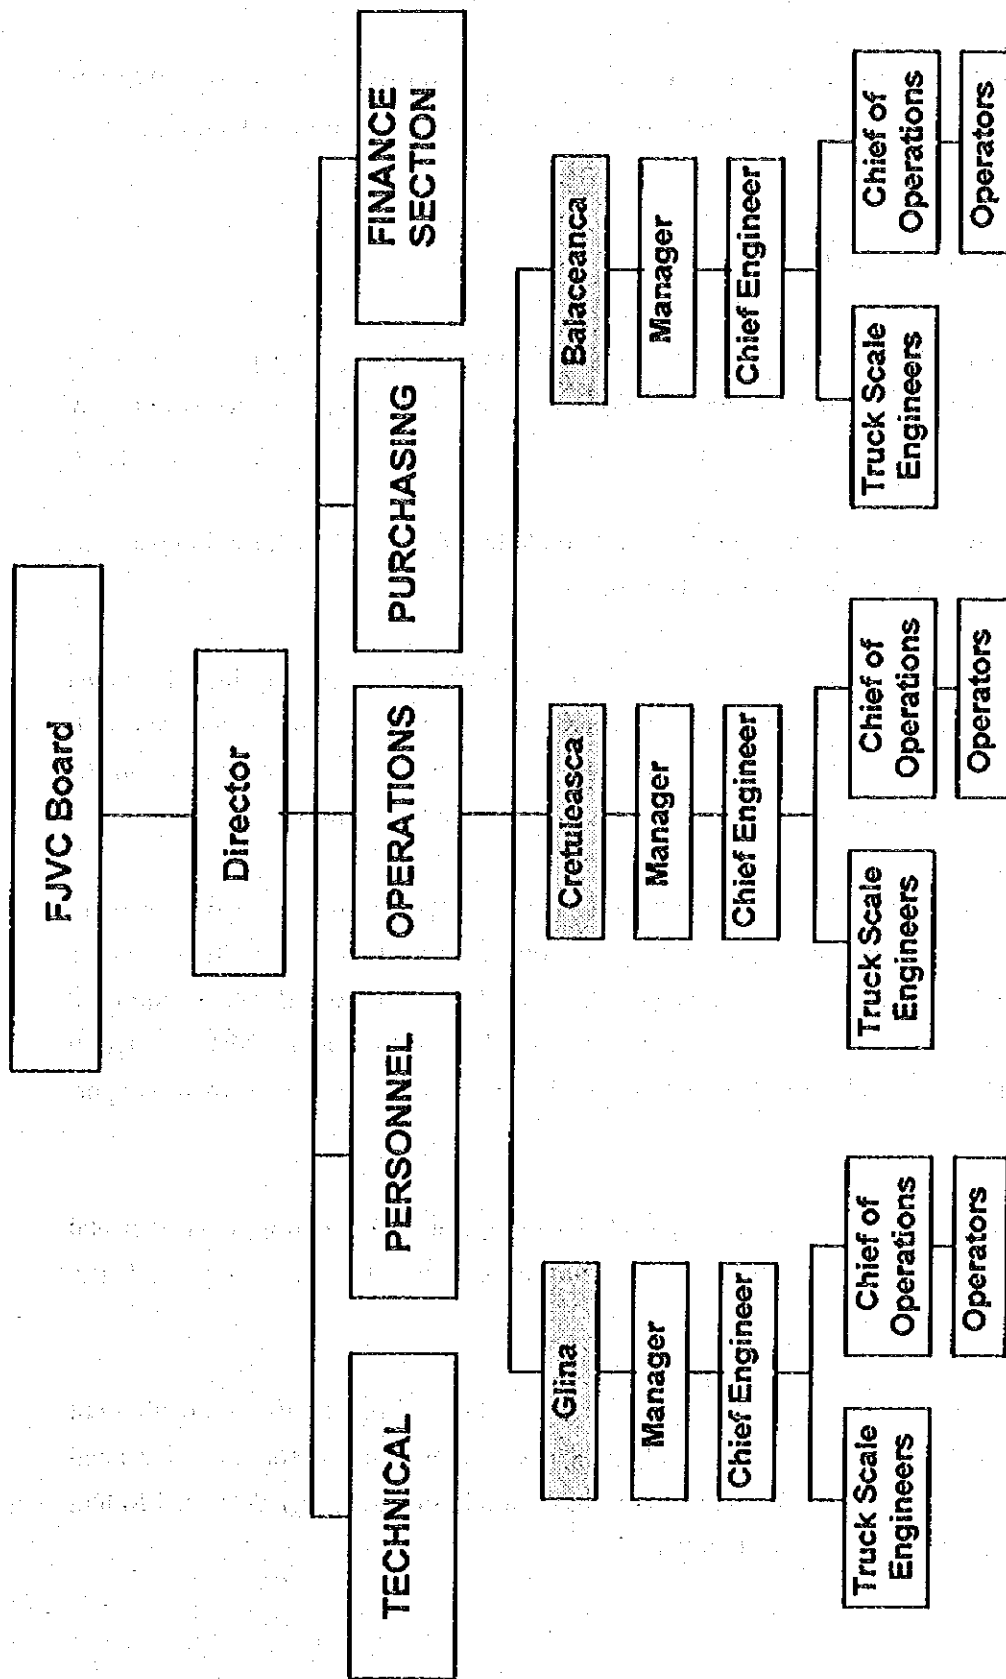 FJVC Board
Director
TECHNICAL
PERSONNEL
OPERATIONS
PURCHASING
FINANCE
SECTION
Glina
Cretuleasca
Balaceanca
Manager
Manager
Manager
Chief Engineer
Chief Engineer
Chief Engineer
Truck Scale
Engineers
Chief of
Operations
Truck Scale
Engineers
Chief of
Operations
Truck Scale
Engineers
Chief of
Operations
Operators
Operators
Operators